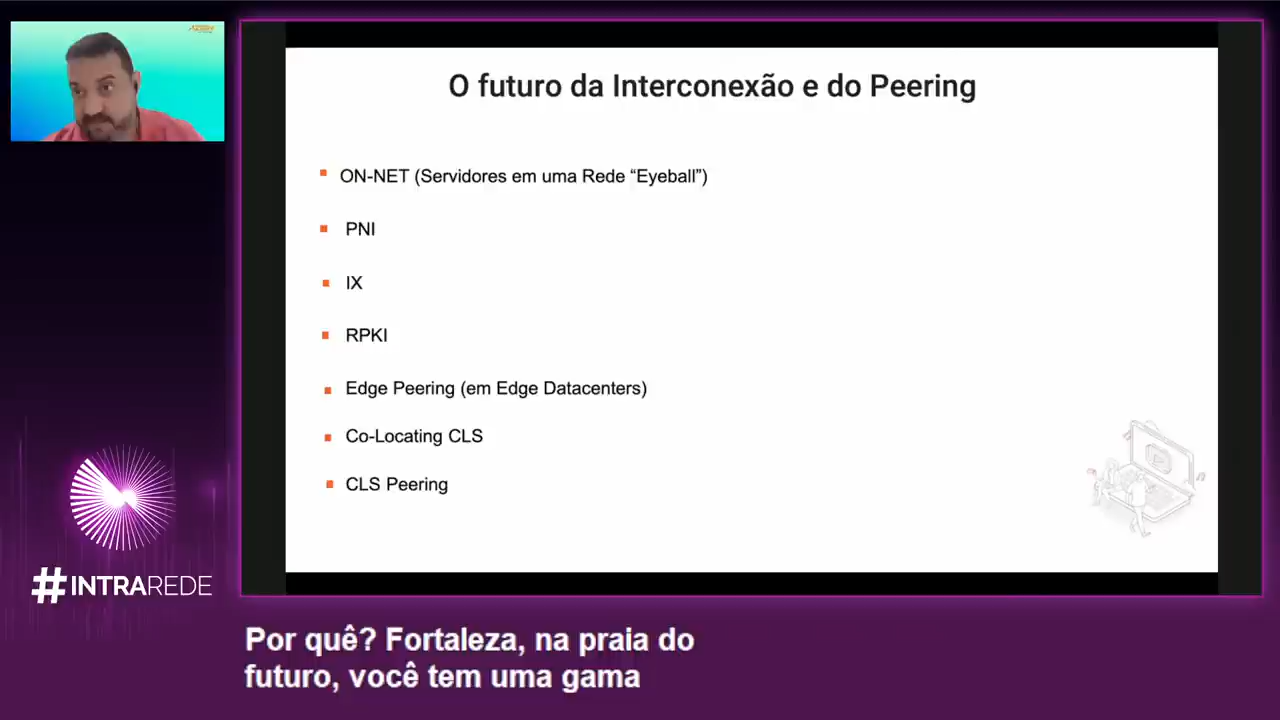 O futuro da Interconexão e do Peering
ON-NET (Servidores em uma Rede “Eyeball”)
PNI
IX
RPKI
Edge Peering (em Edge Datacenters)
Co-Locating CLS
CLS Peering
#INTRAREDE
Por quê? Fortaleza, na praia do
futuro, você tem uma gama